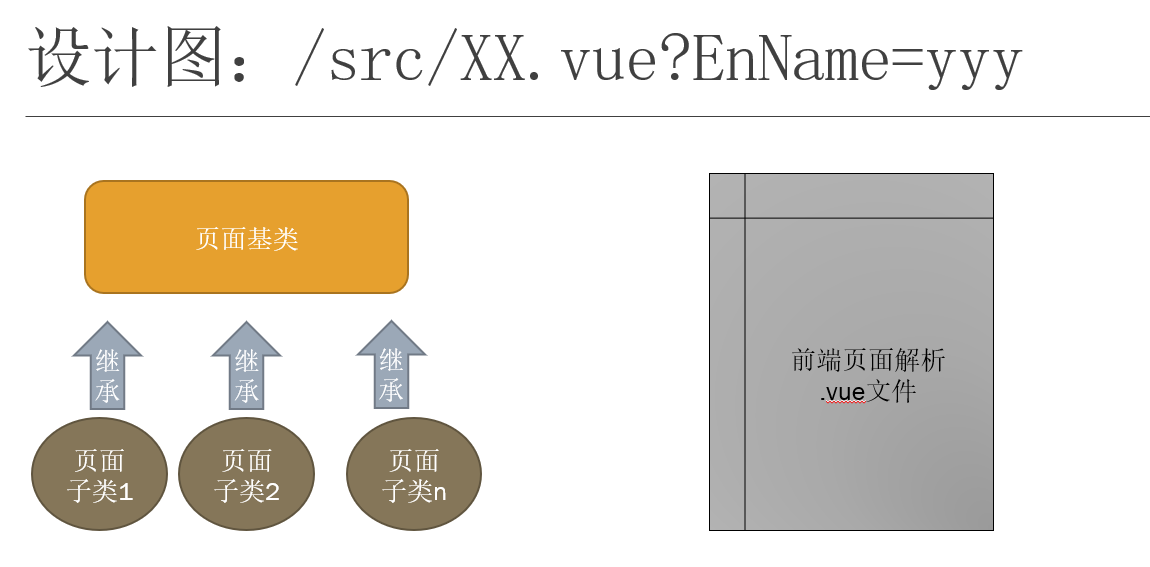 设计图：/src/XX.vue?EnName=yyy
页面基类
继
承
继
承
继
承
页面
子类1
页面
子类2
页面
子类n
前端页面解析
.vue文件